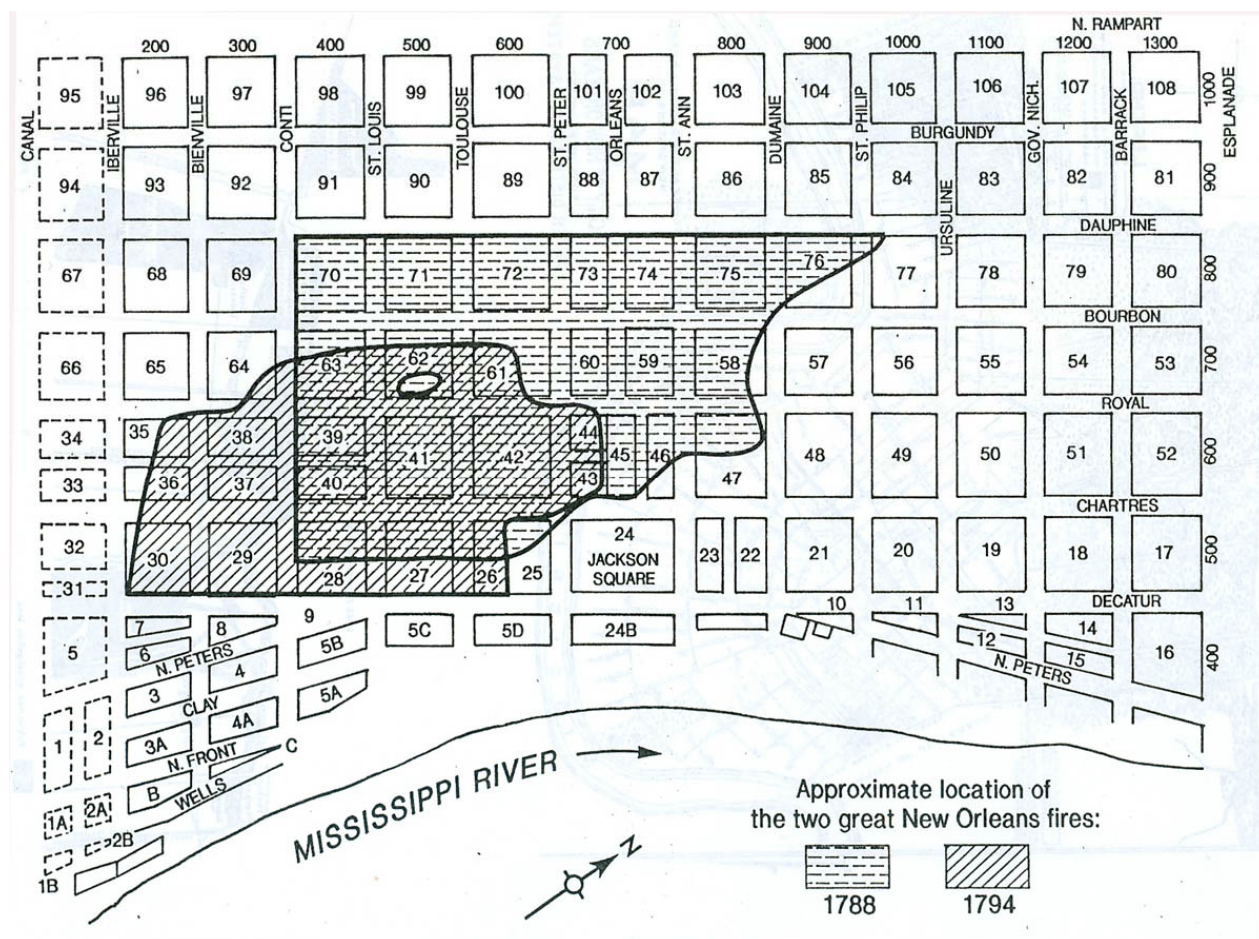 N. RAMPART
200 300 400 500 600 700 800 900 1000 1100 1200 1300
95 96 97 98 99 100 101 102 103 104 105 106 107 108 1000
CANAL
IBERVILLE
BIENVILLE
CONTI
ST. LOUIS
TOULOUSE
ST. PETER
ORLEANS
ST. ANN
DUMAINE
ST. PHILIP
URSULINE
GOV. NICH.
BARRACK
ESPLANADE
BURGUNDY
94 93 92 91 90 89 88 87 86 85 84 83 82 81 900
DAUPHINE
67 68 69 70 71 72 73 74 75 76 77 78 79 80 800
BOURBON
66 65 64 63 62 61 60 59 58 57 56 55 54 53 700
ROYAL
34 35 38 39 41 42 44 45 46 47 48 49 50 51 52 600
33 36 37 40 43
CHARTRES
32 30 29 28 27 26 25 24 23 22 21 20 19 18 17 500
JACKSON
SQUARE
31
DECATUR
5 7 8 9 5B 5C 5D 24B 10 11 13 14 16 400
6 12 15
N. PETERS
N. PETERS
3 4 5A
CLAY
1 2 3A 4A
N. FRONT
C
B
WELLS
1A 2A
2B
1B
MISSISSIPPI RIVER
N
Approximate location of
the two great New Orleans fires:
1788 1794